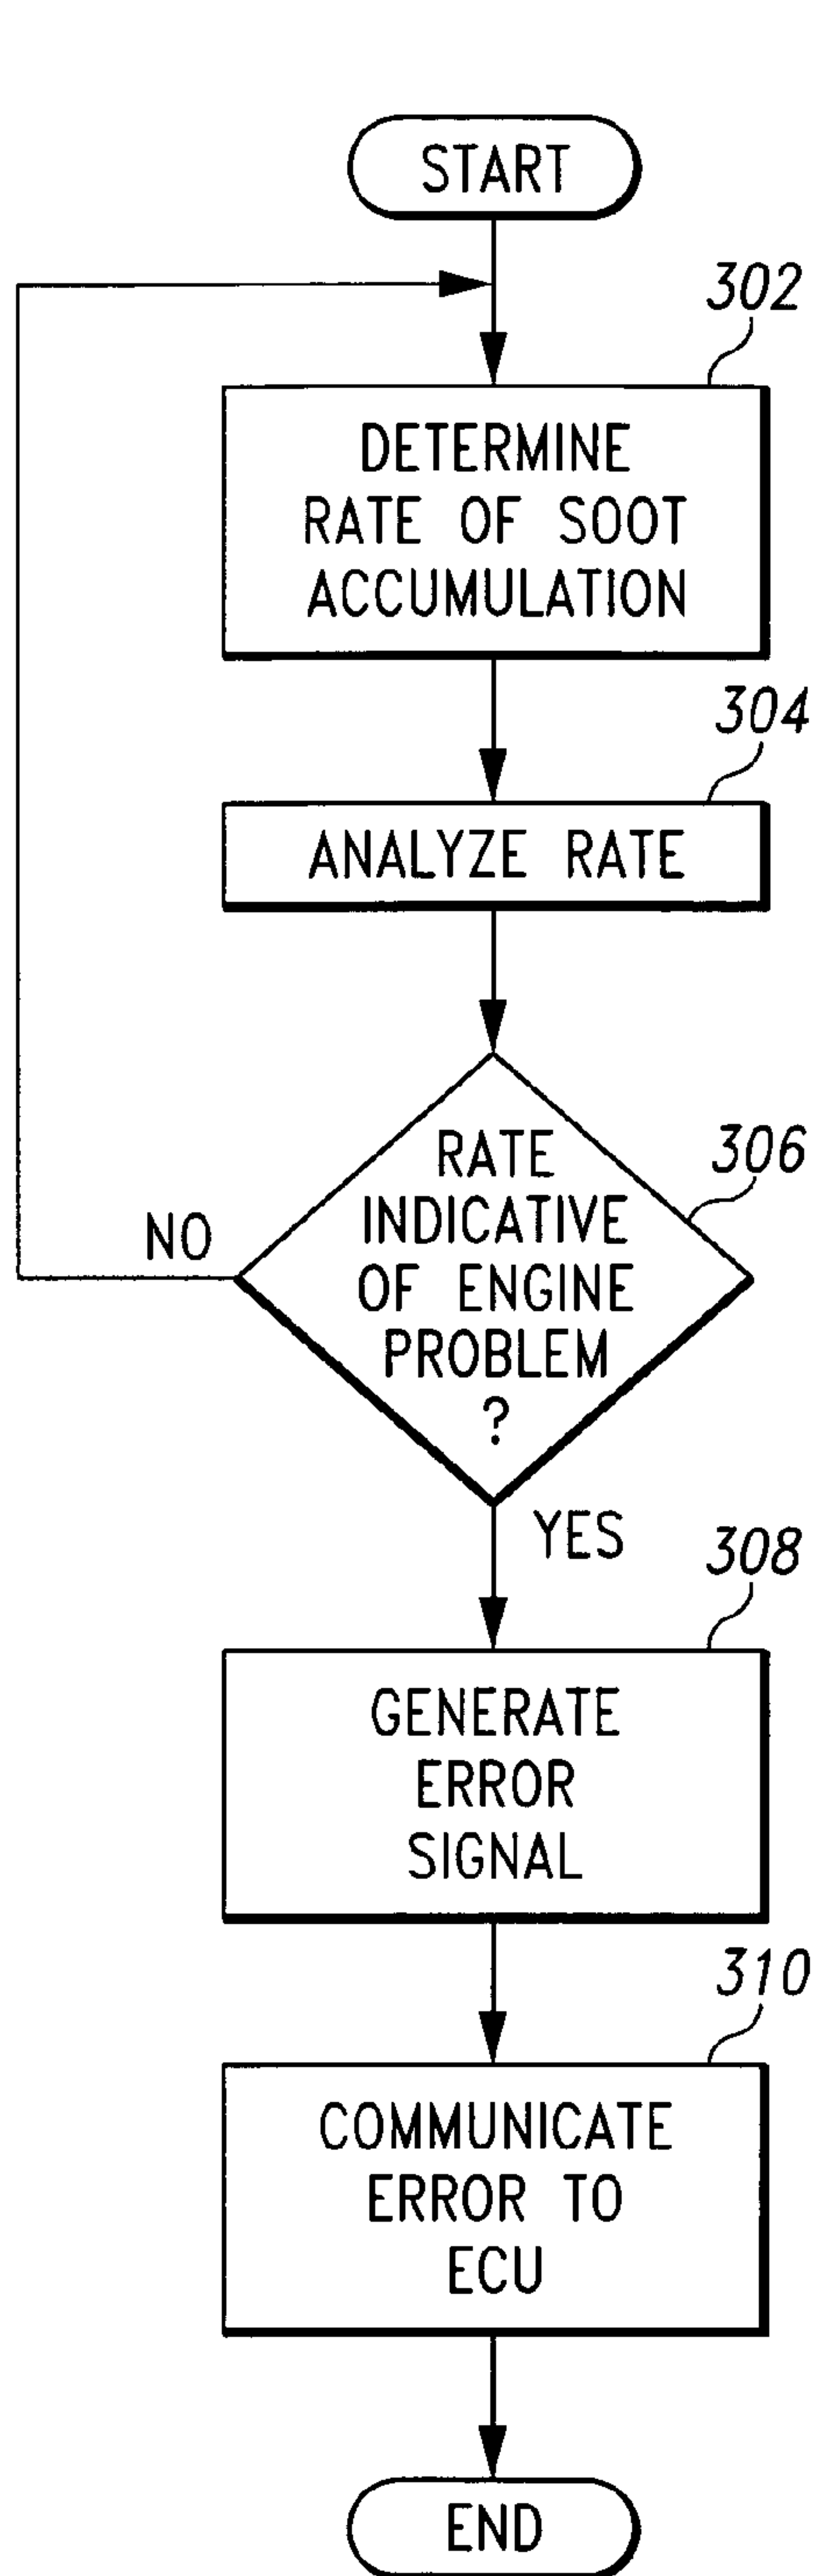 START
302
DETERMINE
RATE OF SOOT
ACCUMULATION
304
ANALYZE RATE
306
RATE
INDICATIVE
OF ENGINE
PROBLEM
?
NO
YES
308
GENERATE
ERROR
SIGNAL
310
COMMUNICATE
ERROR TO
ECU
END